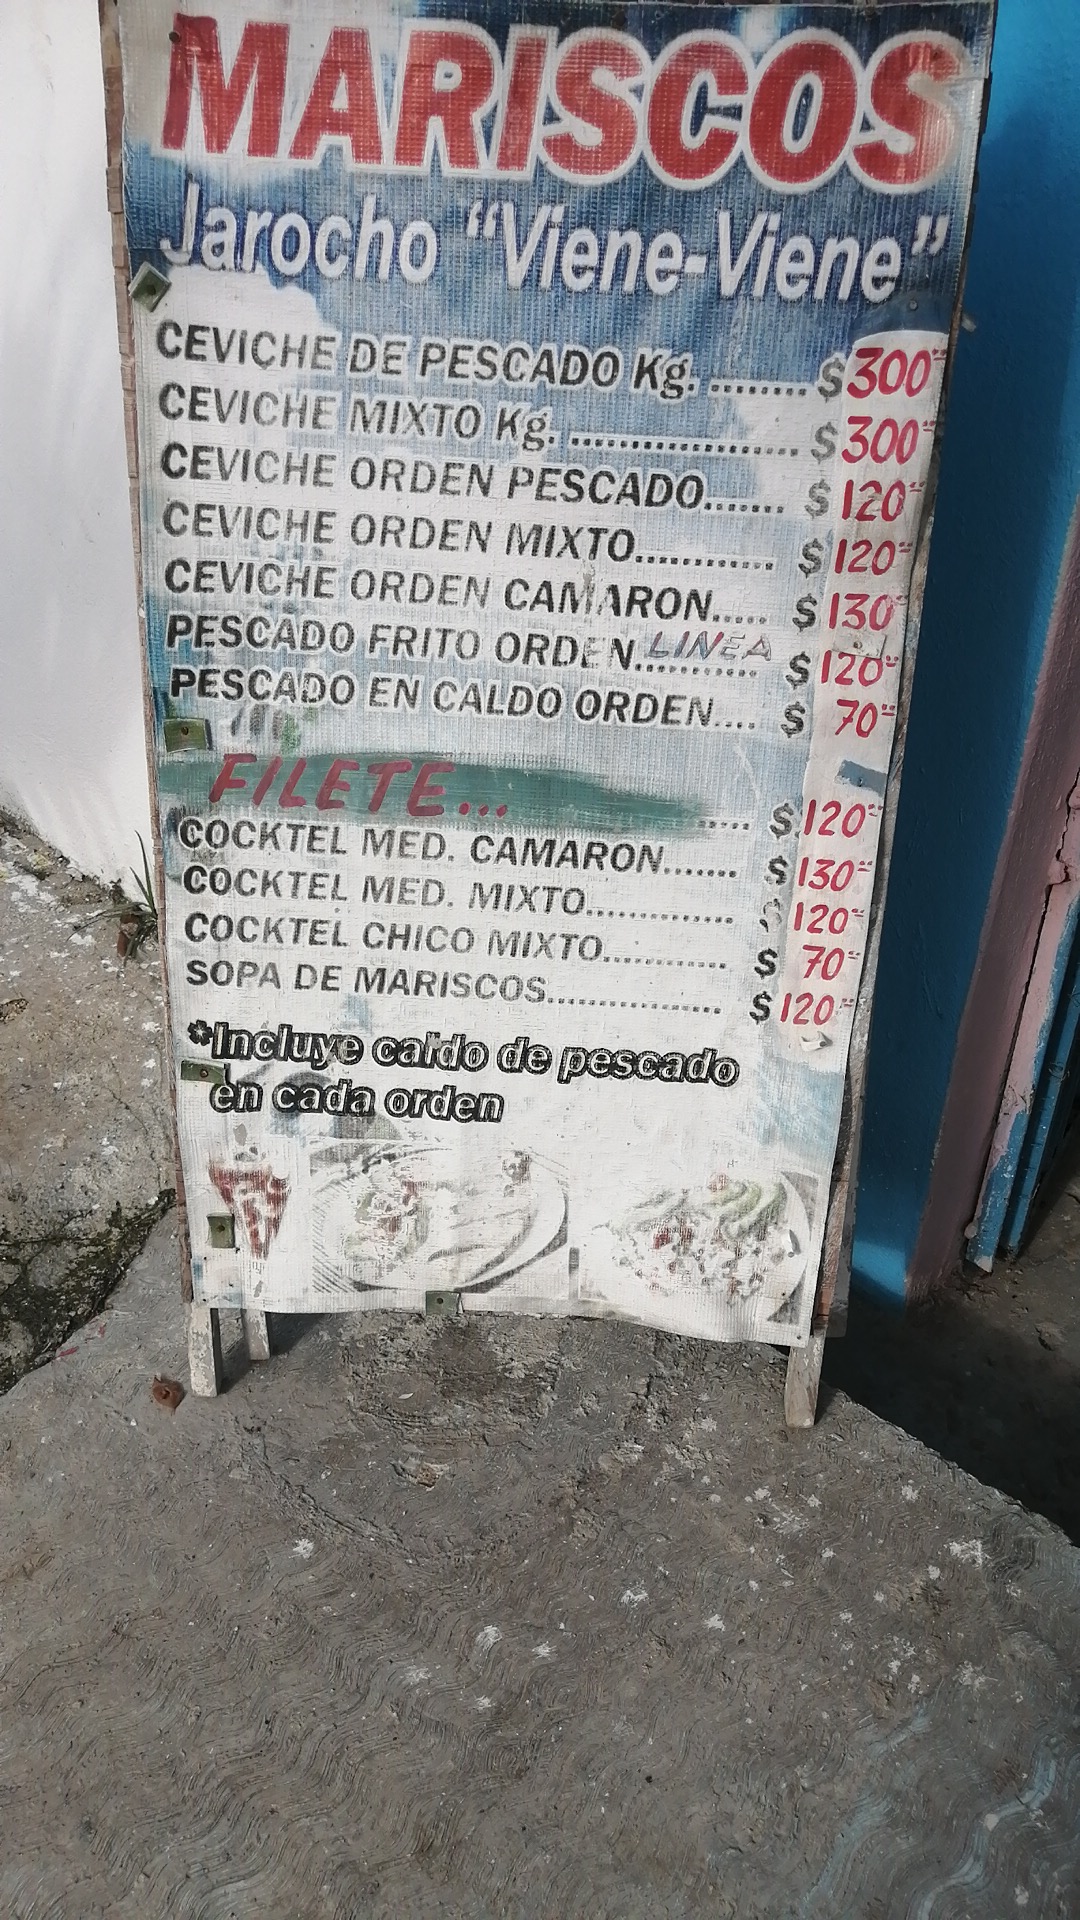 MARISCOS
Jarocho "Viene-Viene"
CEVICHE DE PESCADO Kg. ......... $300
CEVICHE MIXTO Kg. ..................... $300
CEVICHE ORDEN PESCADO....... $120
CEVICHE ORDEN MIXTO............. $120
CEVICHE ORDEN CAMARON..... $130
PESCADO FRITO ORDEN LINEA $120
PESCADO EN CALDO ORDEN.... $ 70
FILETE... ..... $120
COCKTEL MED. CAMARON....... $130
COCKTEL MED. MIXTO.............. $120
COCKTEL CHICO MIXTO............ $ 70
SOPA DE MARISCOS................. $120
*Incluye caldo de pescado
en cada orden